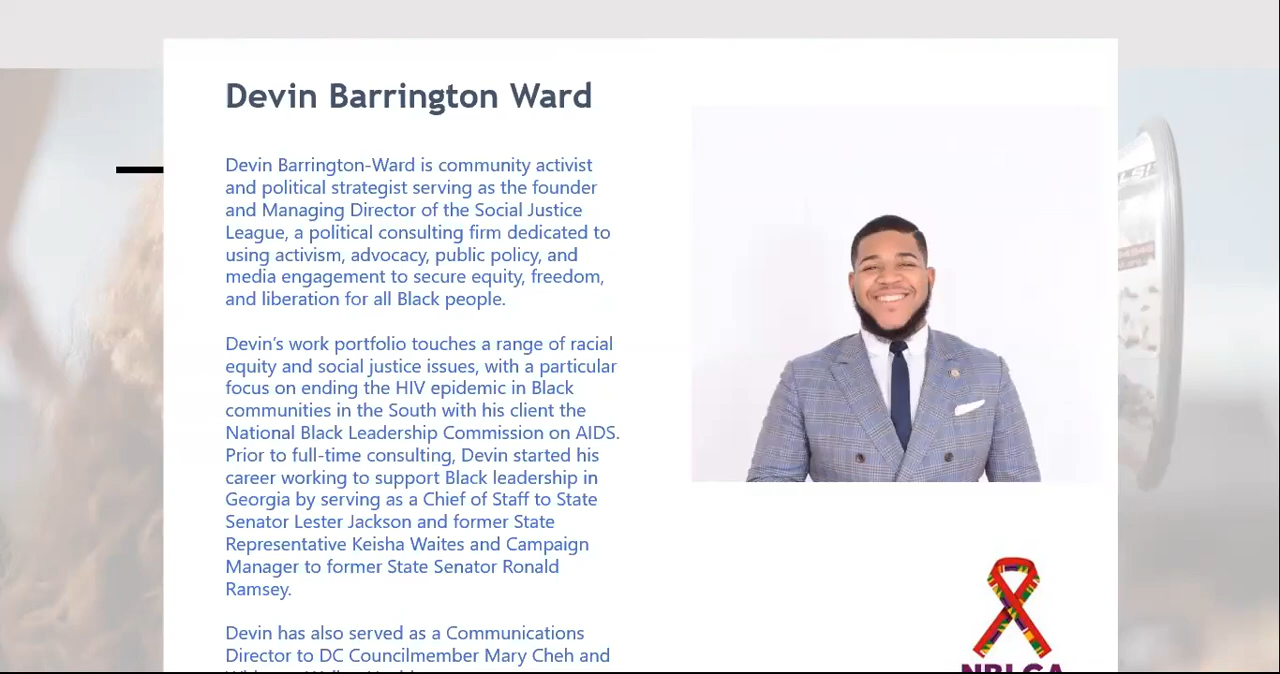 Devin Barrington Ward
Devin Barrington-Ward is community activist
and political strategist serving as the founder
and Managing Director of the Social Justice
League, a political consulting firm dedicated to
using activism, advocacy, public policy, and
media engagement to secure equity, freedom,
and liberation for all Black people.
Devin’s work portfolio touches a range of racial
equity and social justice issues, with a particular
focus on ending the HIV epidemic in Black
communities in the South with his client the
National Black Leadership Commission on AIDS.
Prior to full-time consulting, Devin started his
career working to support Black leadership in
Georgia by serving as a Chief of Staff to State
Senator Lester Jackson and former State
Representative Keisha Waites and Campaign
Manager to former State Senator Ronald
Ramsey.
Devin has also served as a Communications
Director to DC Councilmember Mary Cheh and